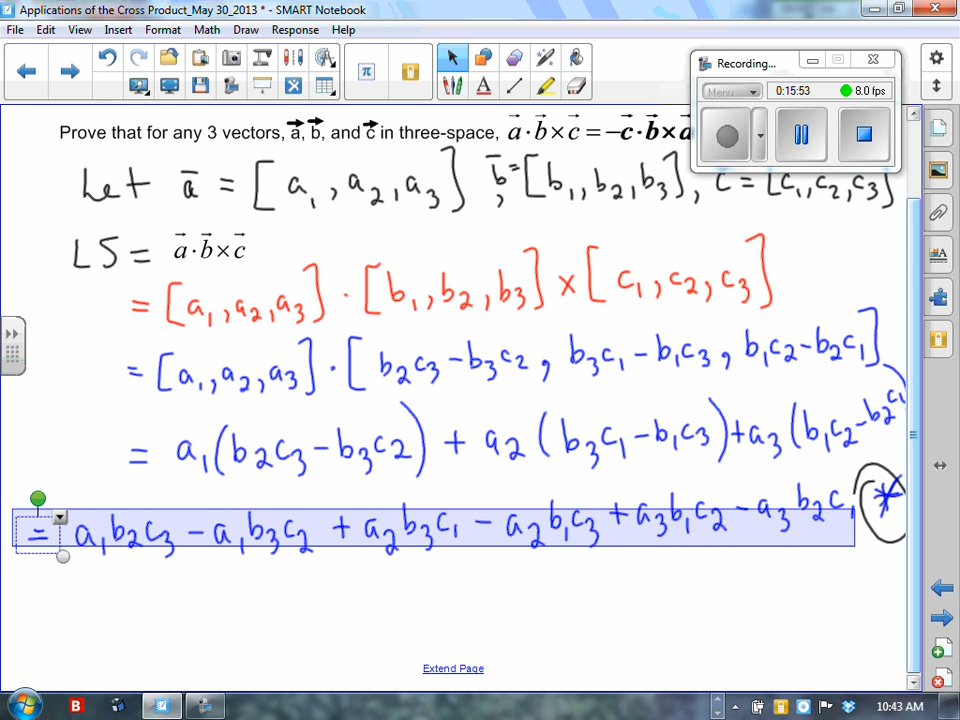 Applications of the Cross Product_May 30_2013 * - SMART Notebook
File Edit View Insert Format Math Draw Response Help
Recording...
Menu 0:15:53 8.0 fps
Prove that for any 3 vectors, a⃗, b⃗, and c⃗ in three-space, a⃗ · b⃗ × c⃗ = −c⃗ · b⃗ × a⃗
Let a⃗ = [a₁, a₂, a₃], b⃗ = [b₁, b₂, b₃], c = [c₁, c₂, c₃]
LS = a⃗ · b⃗ × c⃗
= [a₁, a₂, a₃] · [b₁, b₂, b₃] × [c₁, c₂, c₃]
= [a₁, a₂, a₃] · [b₂c₃ − b₃c₂, b₃c₁ − b₁c₃, b₁c₂ − b₂c₁]
= a₁(b₂c₃ − b₃c₂) + a₂(b₃c₁ − b₁c₃) + a₃(b₁c₂ − b₂c₁
= a₁b₂c₃ − a₁b₃c₂ + a₂b₃c₁ − a₂b₁c₃ + a₃b₁c₂ − a₃b₂c₁ *
Extend Page
B 10:43 AM